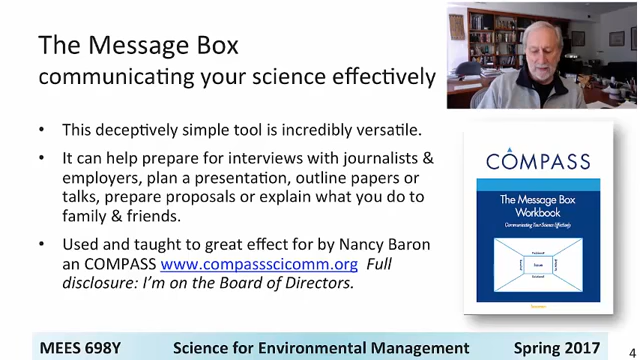 The Message Box
communicating your science effectively
• This deceptively simple tool is incredibly versatile.
• It can help prepare for interviews with journalists &
employers, plan a presentation, outline papers or
talks, prepare proposals or explain what you do to
family & friends.
• Used and taught to great effect for by Nancy Baron
an COMPASS www.compassscicomm.org Full
disclosure: I'm on the Board of Directors.
COMPASS
The Message Box
Workbook
Communicating Your Science Effectively
MEES 698Y Science for Environmental Management Spring 2017
4